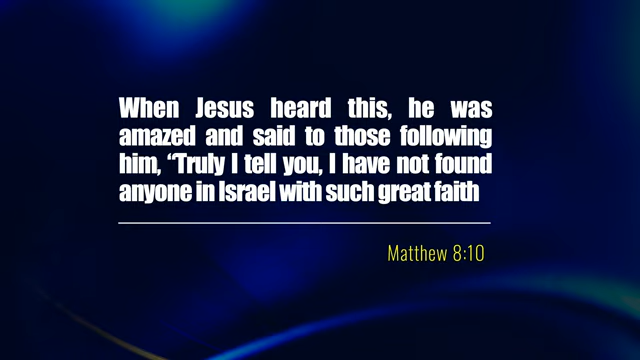 When Jesus heard this, he was
amazed and said to those following
him, “Truly I tell you, I have not found
anyone in Israel with such great faith
Matthew 8:10